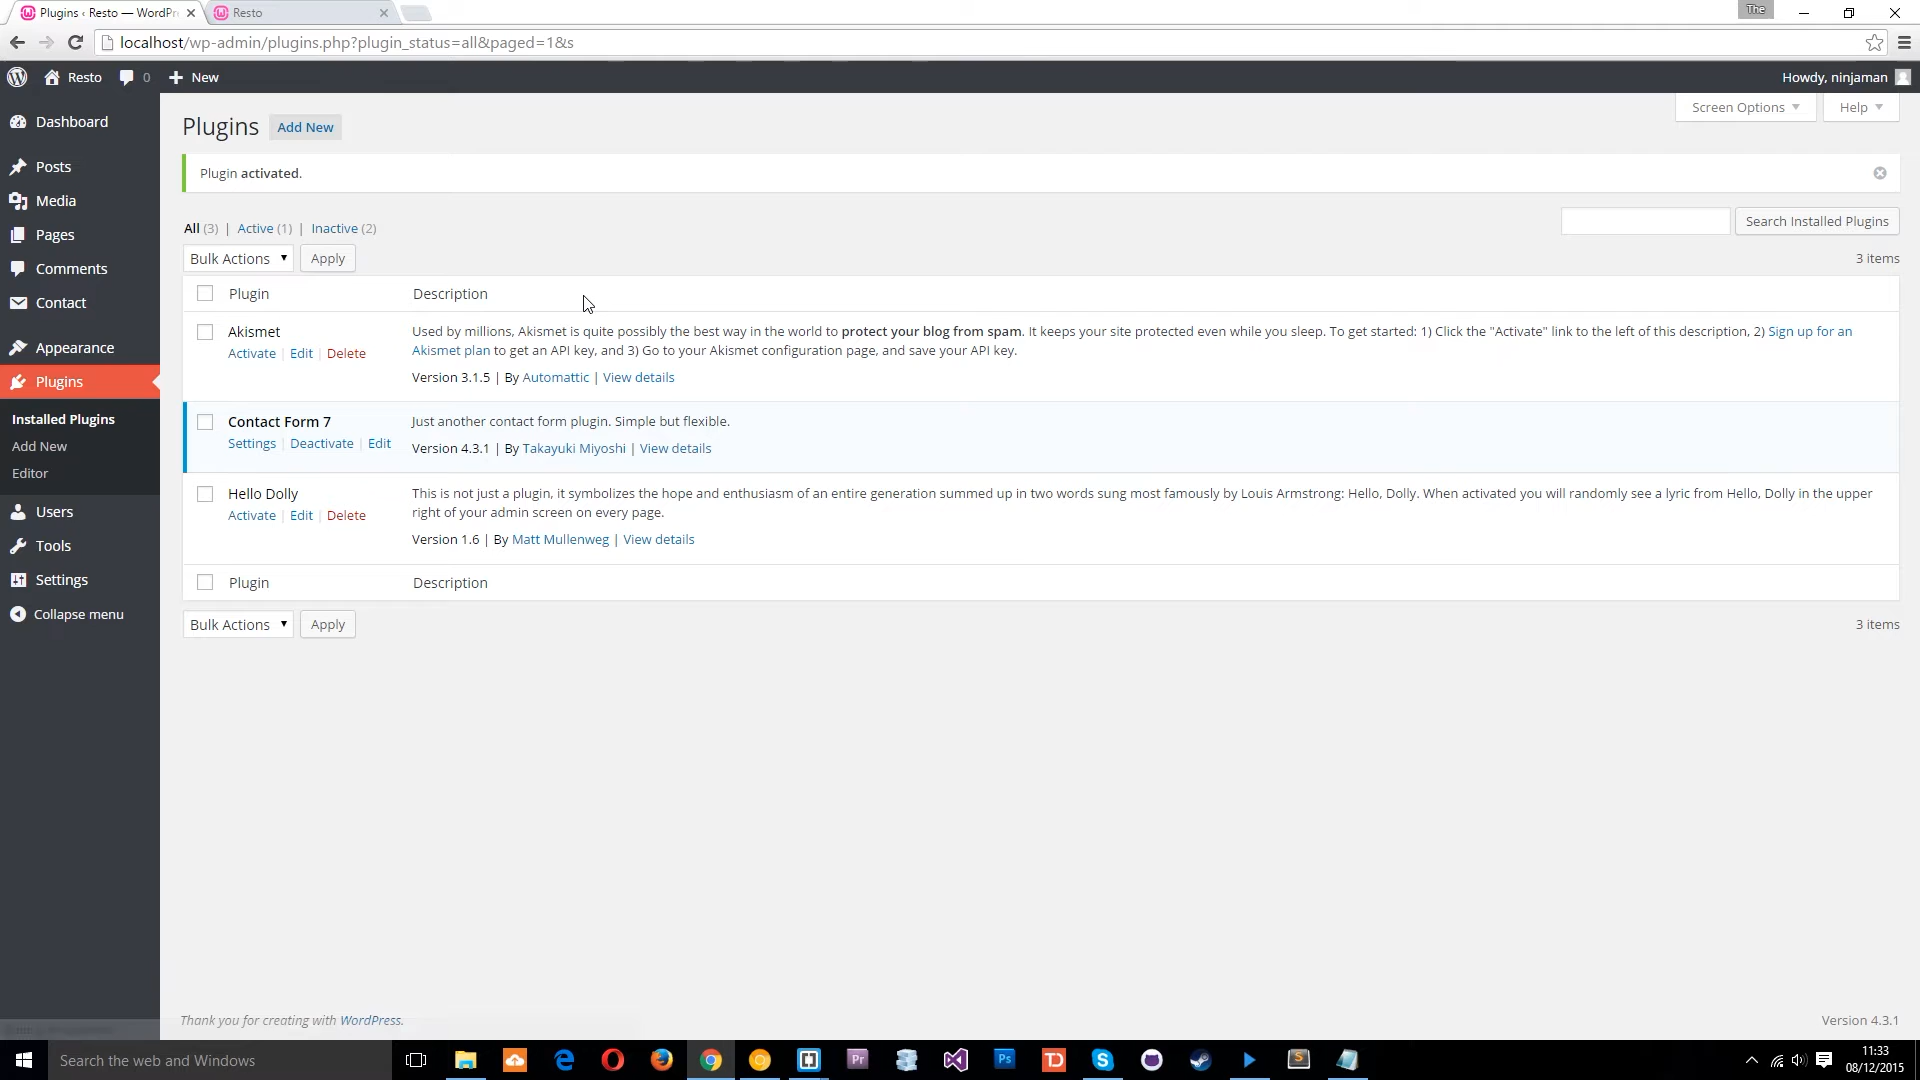 Plugins ‹ Resto — WordPr
Resto
The
localhost/wp-admin/plugins.php?plugin_status=all&paged=1&s
Resto
0
New
Howdy, ninjaman
Dashboard
Posts
Media
Pages
Comments
Contact
Appearance
Plugins
Installed Plugins
Add New
Editor
Users
Tools
Settings
Collapse menu
Screen Options
Help
Plugins
Add New
Plugin activated.
All (3) | Active (1) | Inactive (2)
Search Installed Plugins
Bulk Actions
Apply
3 items
Plugin
Description
Akismet
Activate | Edit | Delete
Used by millions, Akismet is quite possibly the best way in the world to protect your blog from spam. It keeps your site protected even while you sleep. To get started: 1) Click the "Activate" link to the left of this description, 2) Sign up for an
Akismet plan to get an API key, and 3) Go to your Akismet configuration page, and save your API key.
Version 3.1.5 | By Automattic | View details
Contact Form 7
Settings | Deactivate | Edit
Just another contact form plugin. Simple but flexible.
Version 4.3.1 | By Takayuki Miyoshi | View details
Hello Dolly
Activate | Edit | Delete
This is not just a plugin, it symbolizes the hope and enthusiasm of an entire generation summed up in two words sung most famously by Louis Armstrong: Hello, Dolly. When activated you will randomly see a lyric from Hello, Dolly in the upper
right of your admin screen on every page.
Version 1.6 | By Matt Mullenweg | View details
Plugin
Description
Bulk Actions
Apply
3 items
Thank you for creating with WordPress.
Version 4.3.1
Search the web and Windows
Pr
Ps
TD
S
11:33
08/12/2015